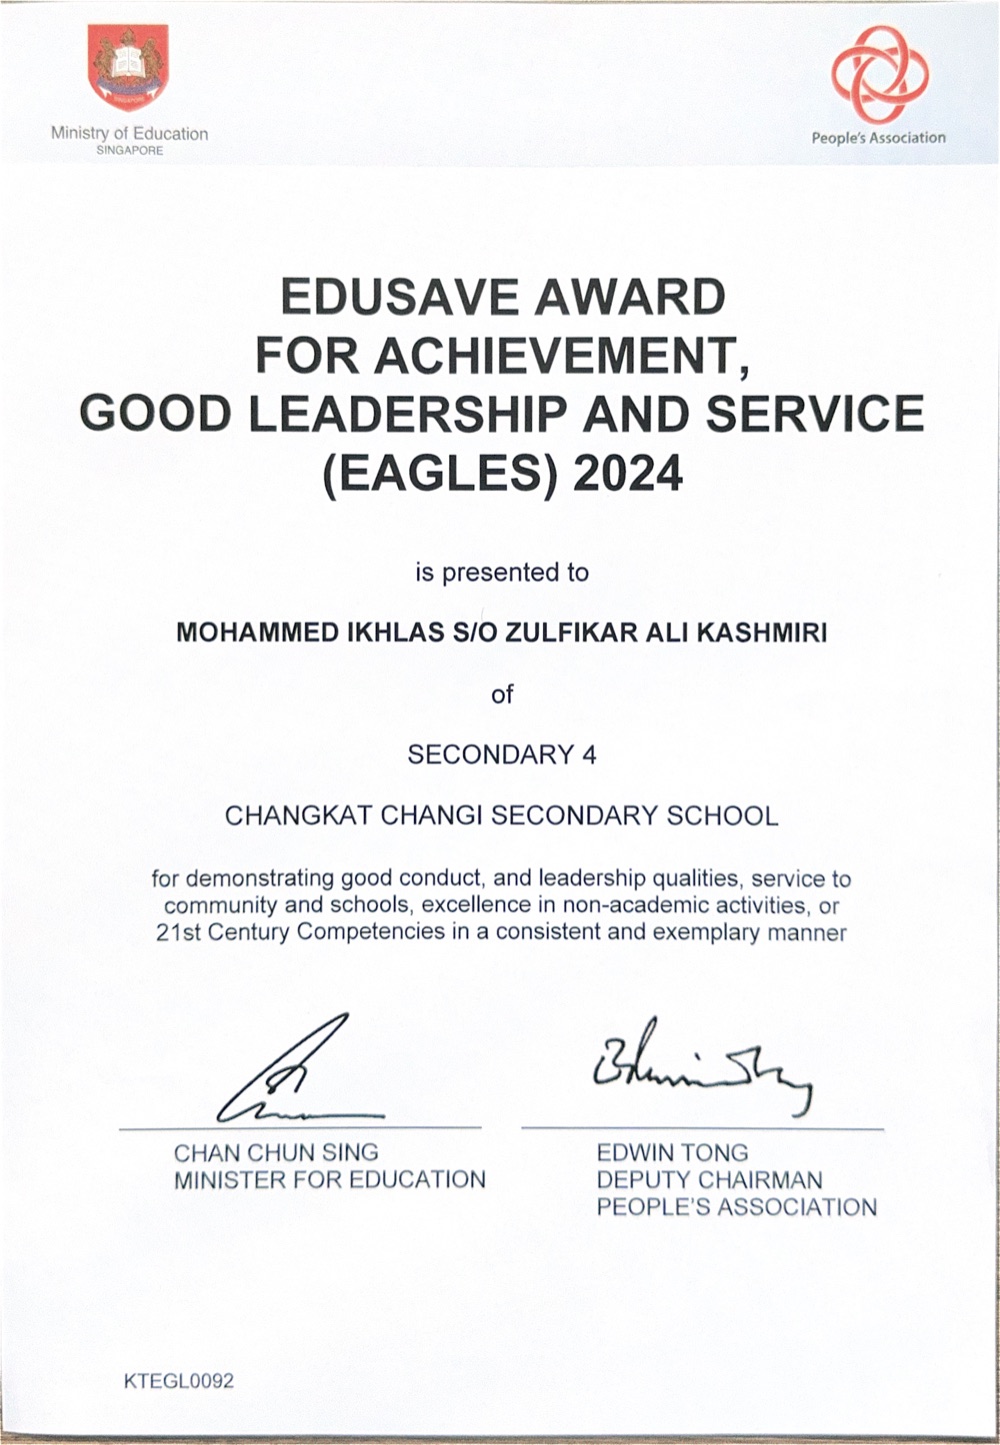 Ministry of Education
SINGAPORE
People's Association
EDUSAVE AWARD
FOR ACHIEVEMENT,
GOOD LEADERSHIP AND SERVICE
(EAGLES) 2024
is presented to
MOHAMMED IKHLAS S/O ZULFIKAR ALI KASHMIRI
of
SECONDARY 4
CHANGKAT CHANGI SECONDARY SCHOOL
for demonstrating good conduct, and leadership qualities, service to
community and schools, excellence in non-academic activities, or
21st Century Competencies in a consistent and exemplary manner
CHAN CHUN SING
MINISTER FOR EDUCATION
EDWIN TONG
DEPUTY CHAIRMAN
PEOPLE'S ASSOCIATION
KTEGL0092